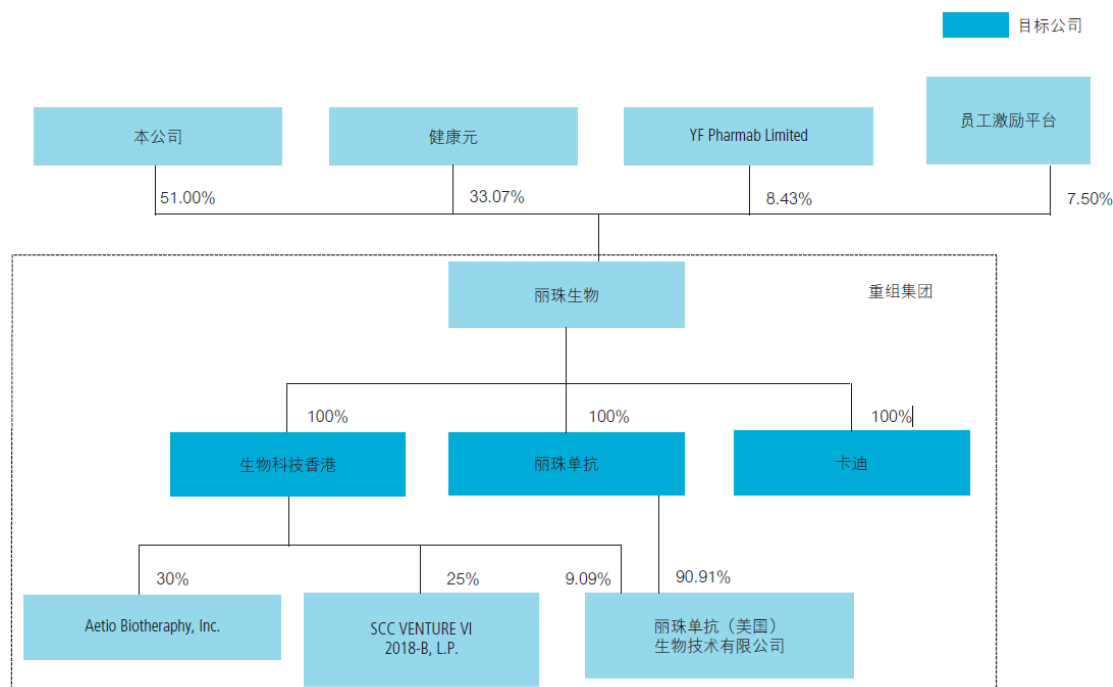 目标公司
本公司
健康元
YF Pharmab Limited
员工激励平台
51.00%
33.07%
8.43%
7.50%
丽珠生物
重组集团
100%
100%
100%
生物科技香港
丽珠单抗
卡迪
30%
25%
9.09%
90.91%
Aetio Biotheraphy, Inc.
SCC VENTURE VI
2018-B, L.P.
丽珠单抗（美国）
生物技术有限公司